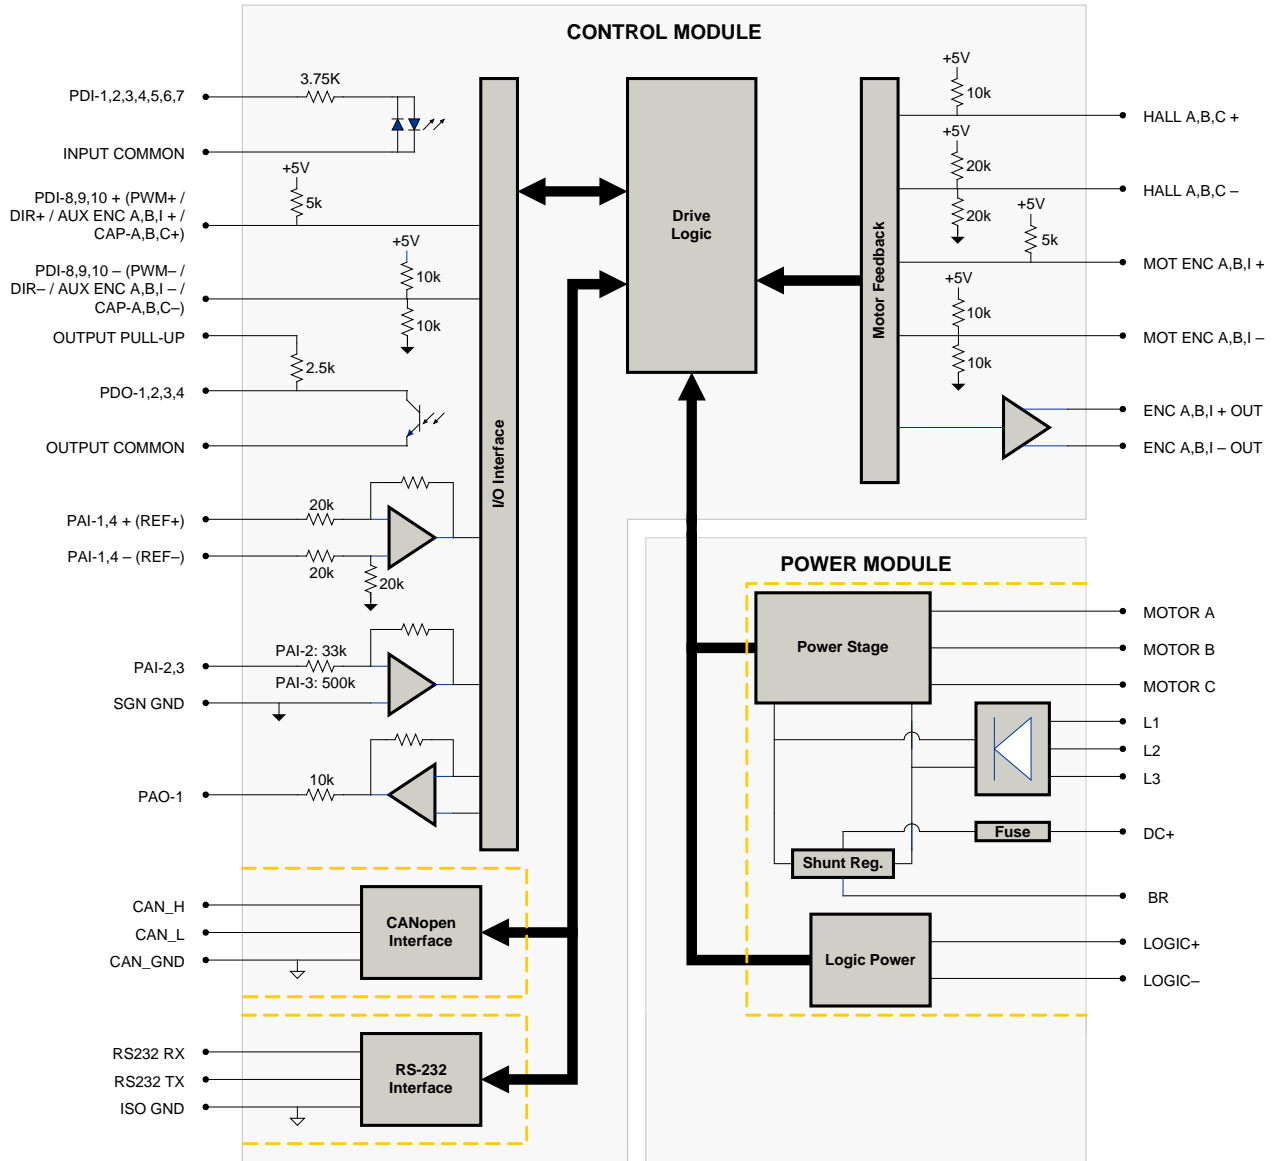 CONTROL MODULE
PDI-1,2,3,4,5,6,7
3.75K
INPUT COMMON
+5V
5k
PDI-8,9,10 + (PWM+ /
DIR+ / AUX ENC A,B,I + /
CAP-A,B,C+)
+5V
10k
10k
PDI-8,9,10 – (PWM– /
DIR– / AUX ENC A,B,I – /
CAP-A,B,C–)
OUTPUT PULL-UP
2.5k
PDO-1,2,3,4
OUTPUT COMMON
PAI-1,4 + (REF+)
20k
PAI-1,4 – (REF–)
20k
20k
PAI-2,3
PAI-2: 33k
PAI-3: 500k
SGN GND
PAO-1
10k
I/O Interface
Drive
Logic
Motor Feedback
+5V
10k
HALL A,B,C +
+5V
20k
20k
HALL A,B,C –
+5V
5k
MOT ENC A,B,I +
+5V
10k
10k
MOT ENC A,B,I –
ENC A,B,I + OUT
ENC A,B,I – OUT
CAN_H
CAN_L
CAN_GND
CANopen
Interface
RS232 RX
RS232 TX
ISO GND
RS-232
Interface
POWER MODULE
Power Stage
MOTOR A
MOTOR B
MOTOR C
L1
L2
L3
Fuse
DC+
Shunt Reg.
BR
Logic Power
LOGIC+
LOGIC–